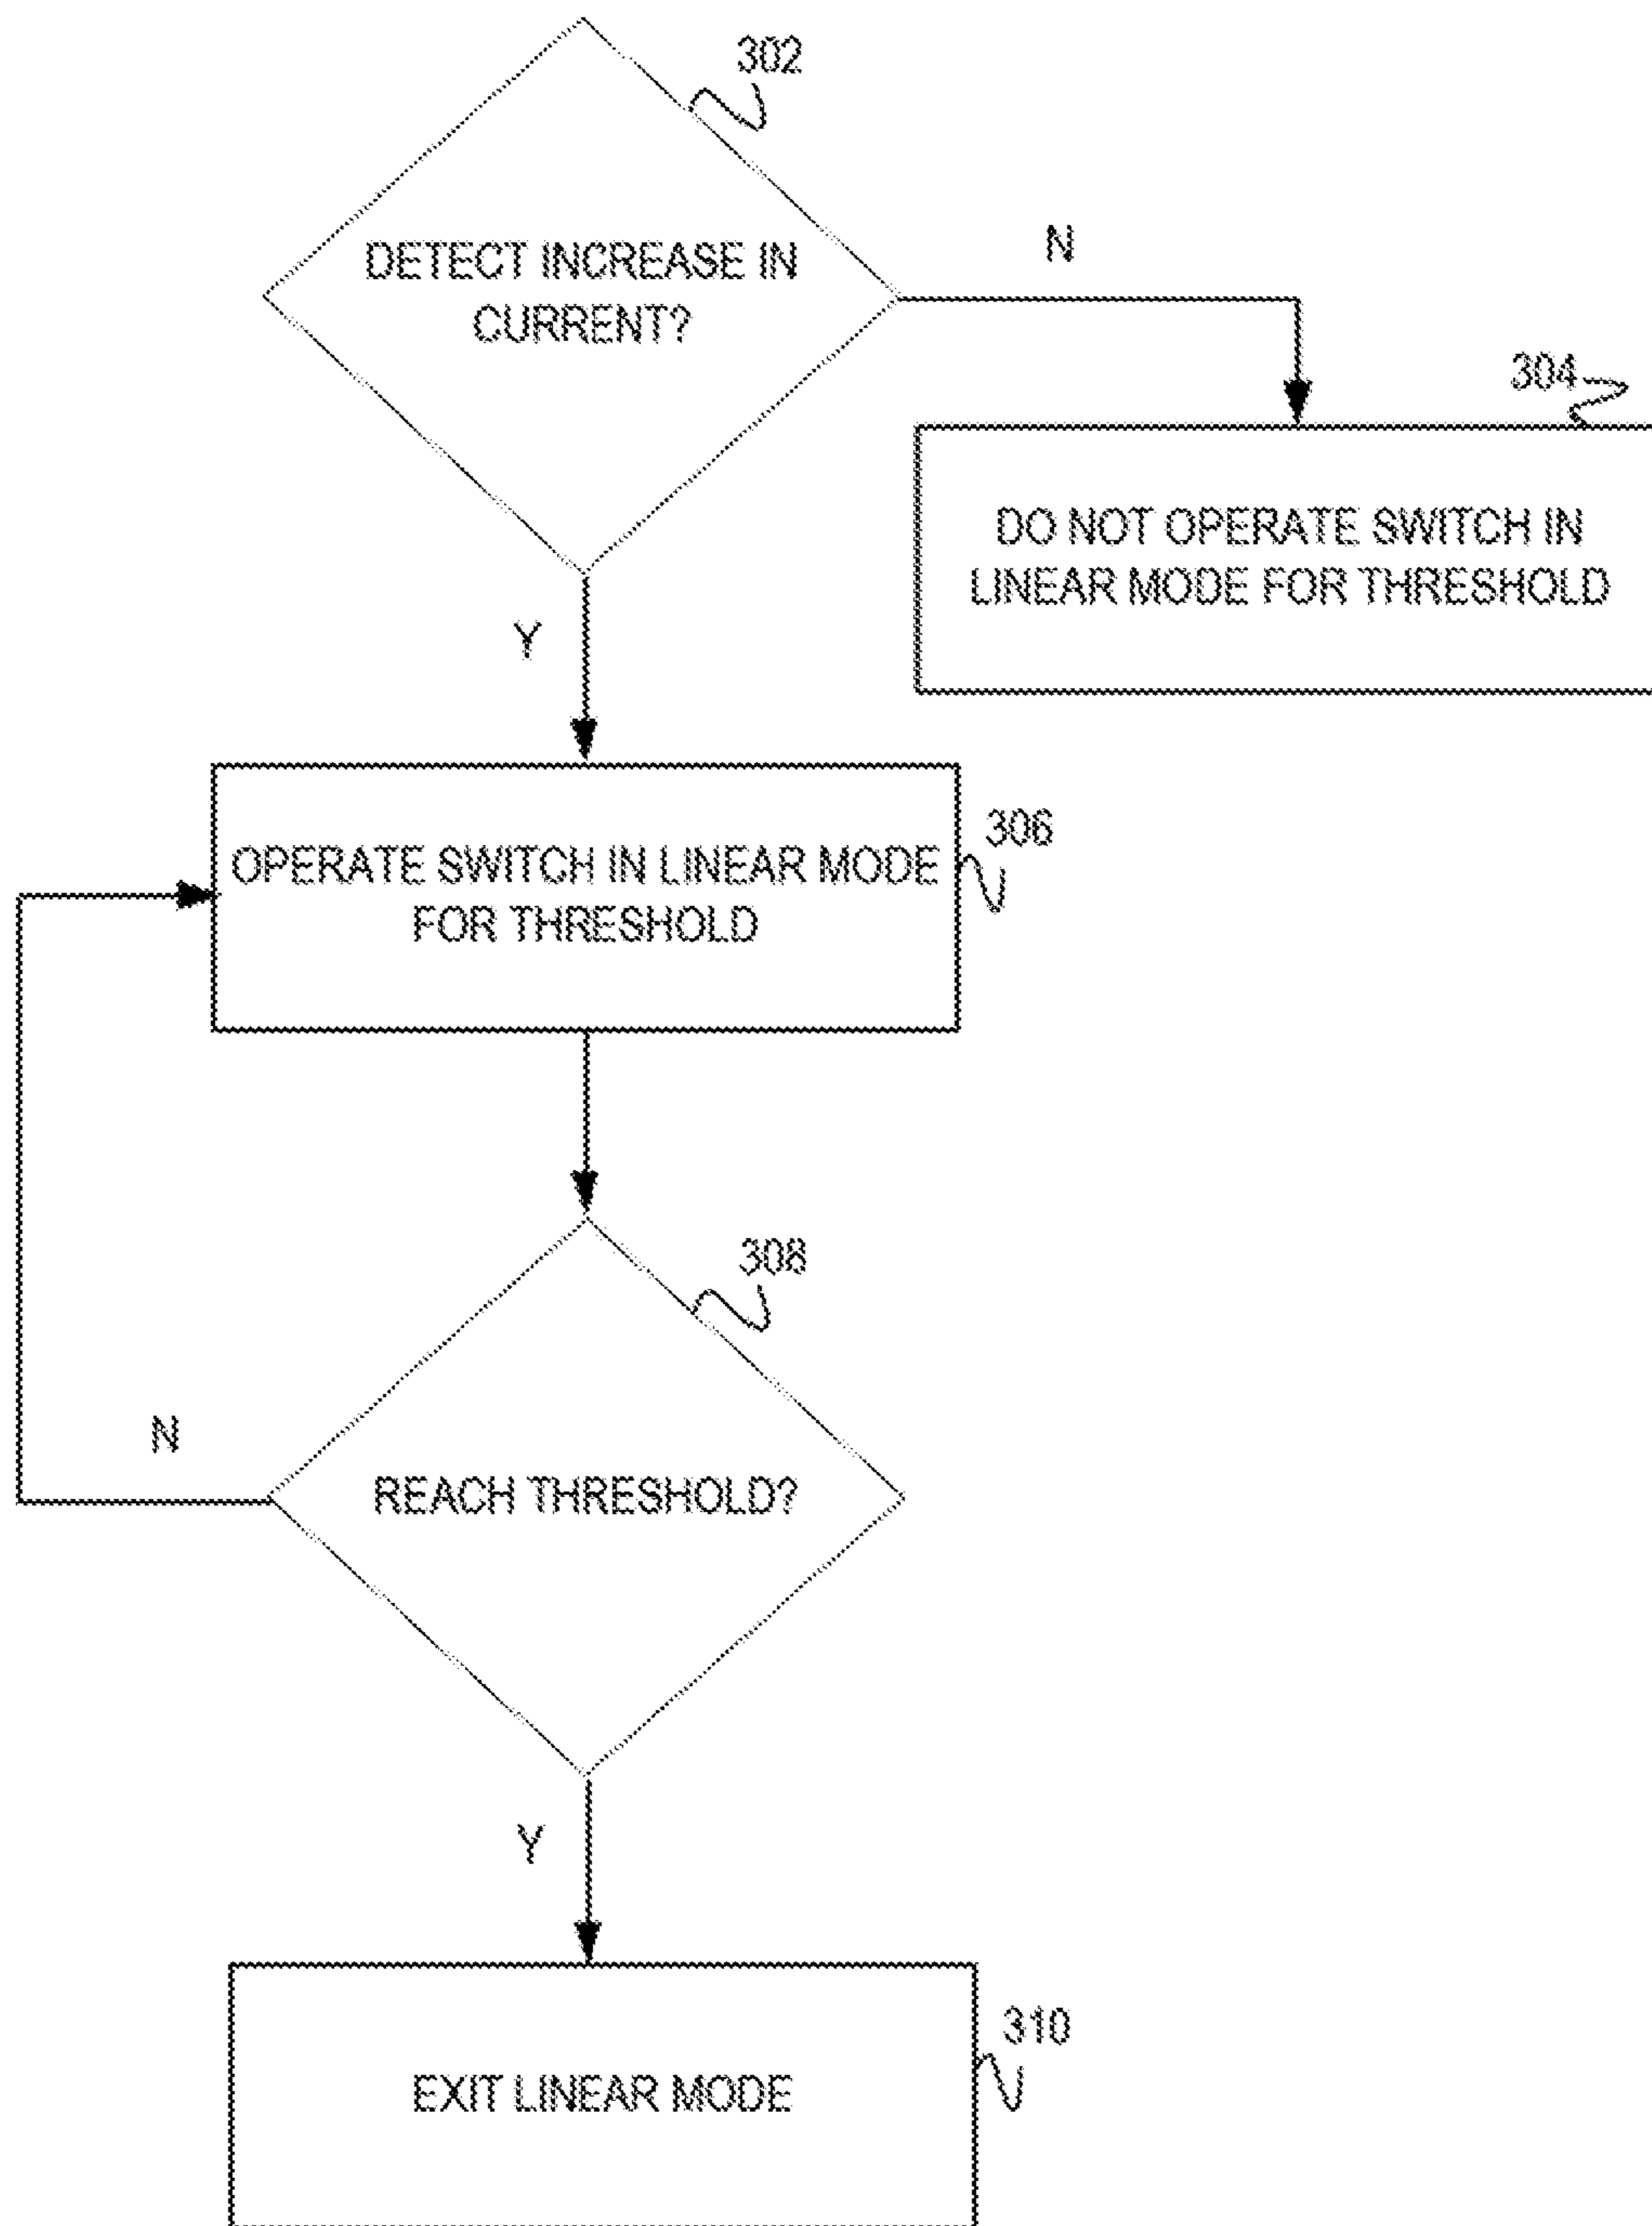 302
DETECT INCREASE IN
CURRENT?
N
304
DO NOT OPERATE SWITCH IN
LINEAR MODE FOR THRESHOLD
Y
306
OPERATE SWITCH IN LINEAR MODE
FOR THRESHOLD
308
N
REACH THRESHOLD?
Y
310
EXIT LINEAR MODE